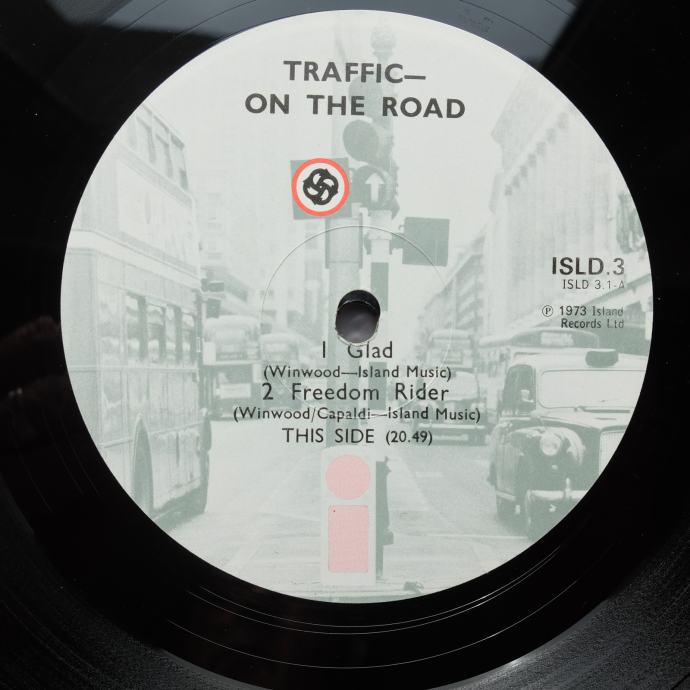 TRAFFIC—
ON THE ROAD
ISLD.3
ISLD 3.1-A
℗ 1973 Island
Records Ltd
1 Glad
(Winwood—Island Music)
2 Freedom Rider
(Winwood/Capaldi—Island Music)
THIS SIDE (20.49)